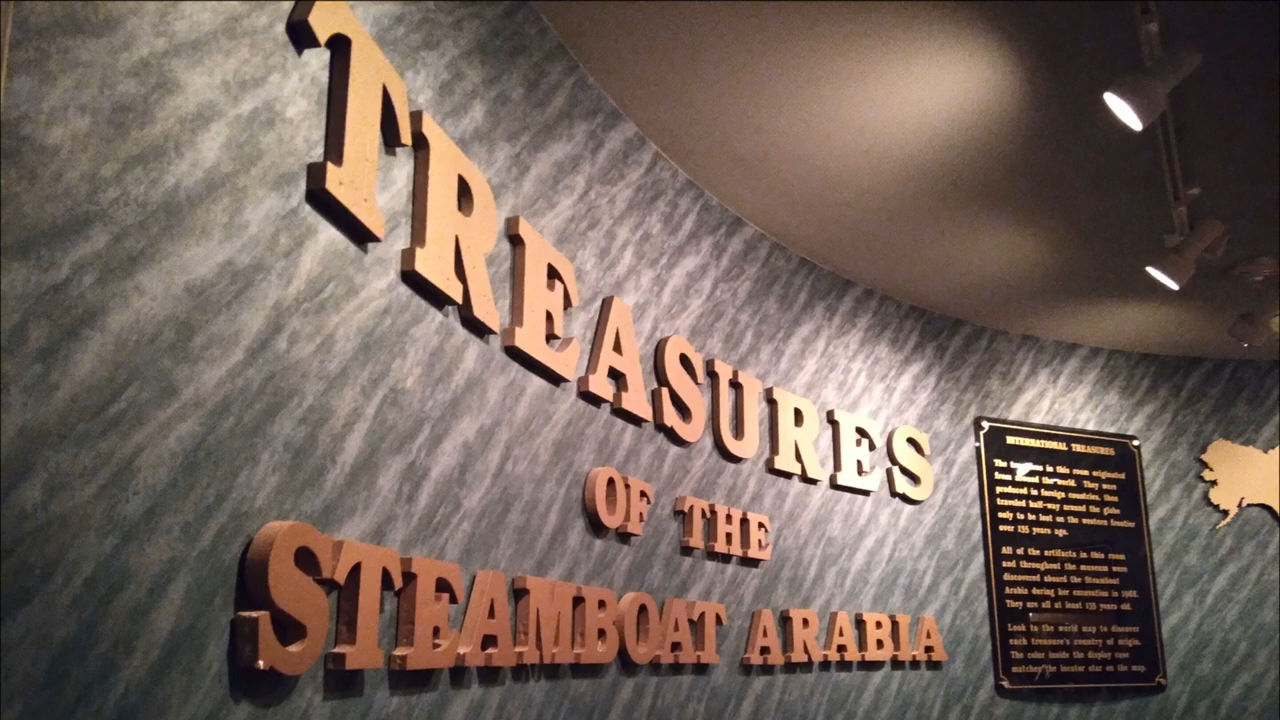 TREASURES
OF THE
STEAMBOAT ARABIA
INTERNATIONAL TREASURES
The in this room originated
from around the world. They were
produced in foreign countries, then
traveled half-way around the globe
only to be lost on the western frontier
over 135 years ago.
All of the artifacts in this room
and throughout the museum were
discovered aboard the Steamboat
Arabia during her excavation in 1988.
They are all at least 135 years old.
Look to the world map to discover
each treasure's country of origin.
The color inside the display case
matches the locator star on the map.